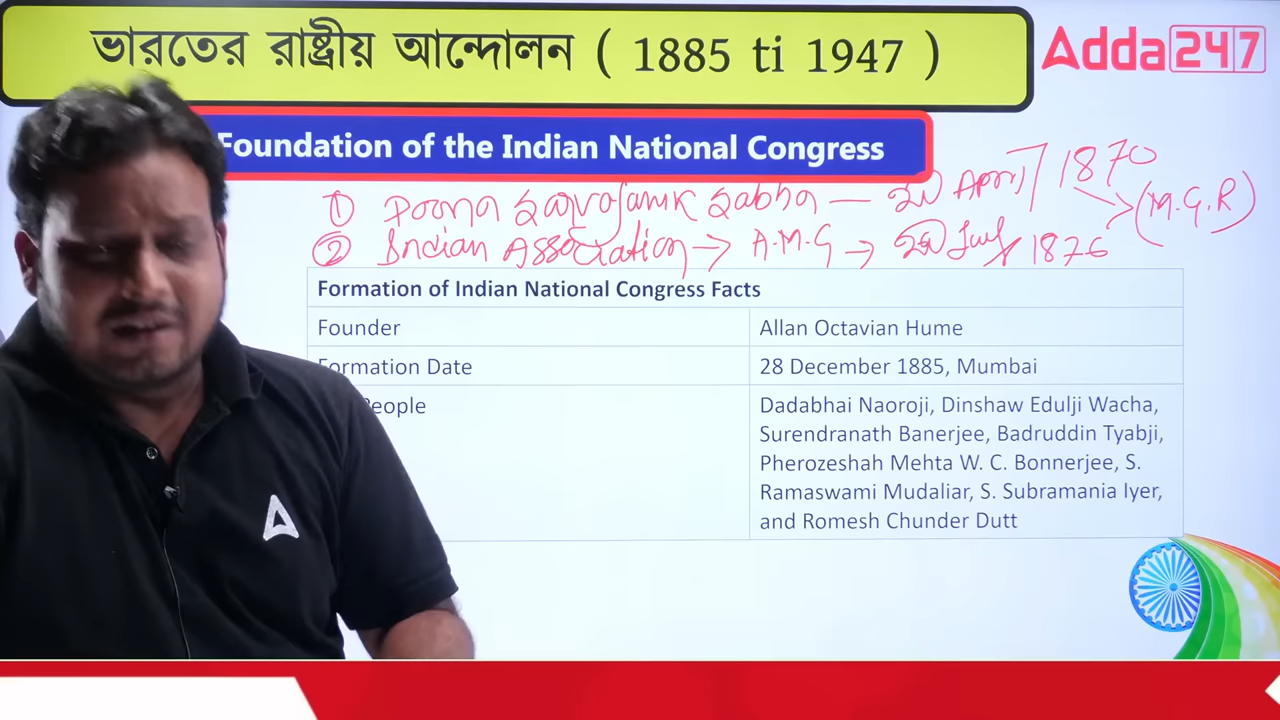 ভারতের রাষ্ট্রীয় আন্দোলন ( 1885 ti 1947 )
Adda247
Foundation of the Indian National Congress
① Poona Sarvojanik Sabha — 2 April 1870
(M.G.R)
② Indian Association → A.M.G → July 1876
Formation of Indian National Congress Facts
Founder
Allan Octavian Hume
Formation Date
28 December 1885, Mumbai
People
Dadabhai Naoroji, Dinshaw Edulji Wacha,
Surendranath Banerjee, Badruddin Tyabji,
Pherozeshah Mehta W. C. Bonnerjee, S.
Ramaswami Mudaliar, S. Subramania Iyer,
and Romesh Chunder Dutt